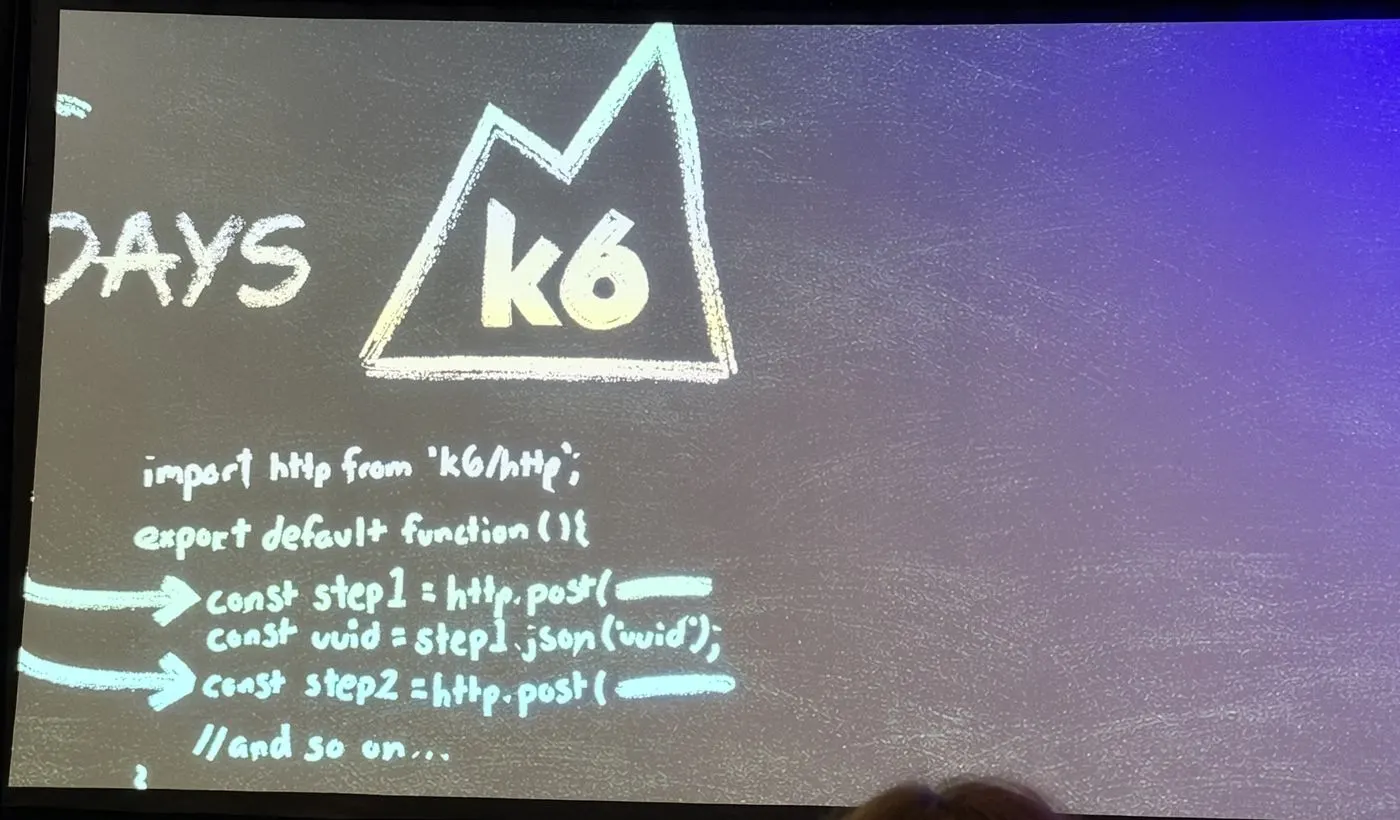 DAYS
k6
import http from 'k6/http';
export default function () {
const step1 = http.post(
const uuid = step1.json('uuid');
const step2 = http.post(
//and so on...
}